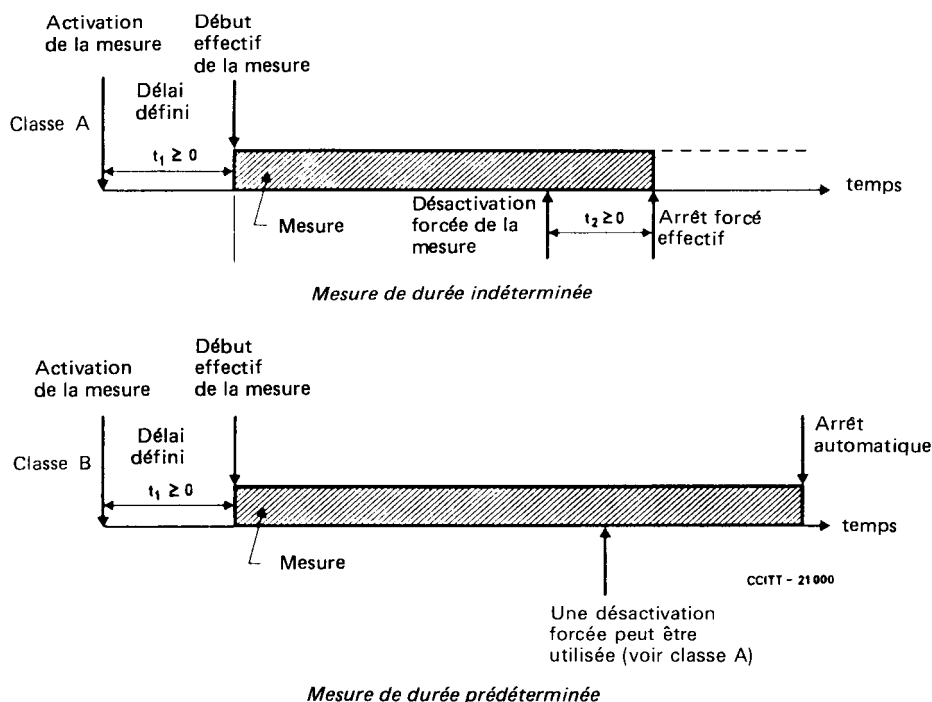 Activation
de la mesure
Début
effectif
de la mesure
Délai
défini
Classe A
t₁ ≥ 0
temps
Mesure
Désactivation
forcée de la
mesure
t₂ ≥ 0
Arrêt forcé
effectif
Mesure de durée indéterminée
Activation
de la mesure
Début
effectif
de la mesure
Arrêt
automatique
Délai
défini
Classe B
t₁ ≥ 0
temps
Mesure
CCITT - 21000
Une désactivation
forcée peut être
utilisée (voir classe A)
Mesure de durée prédéterminée